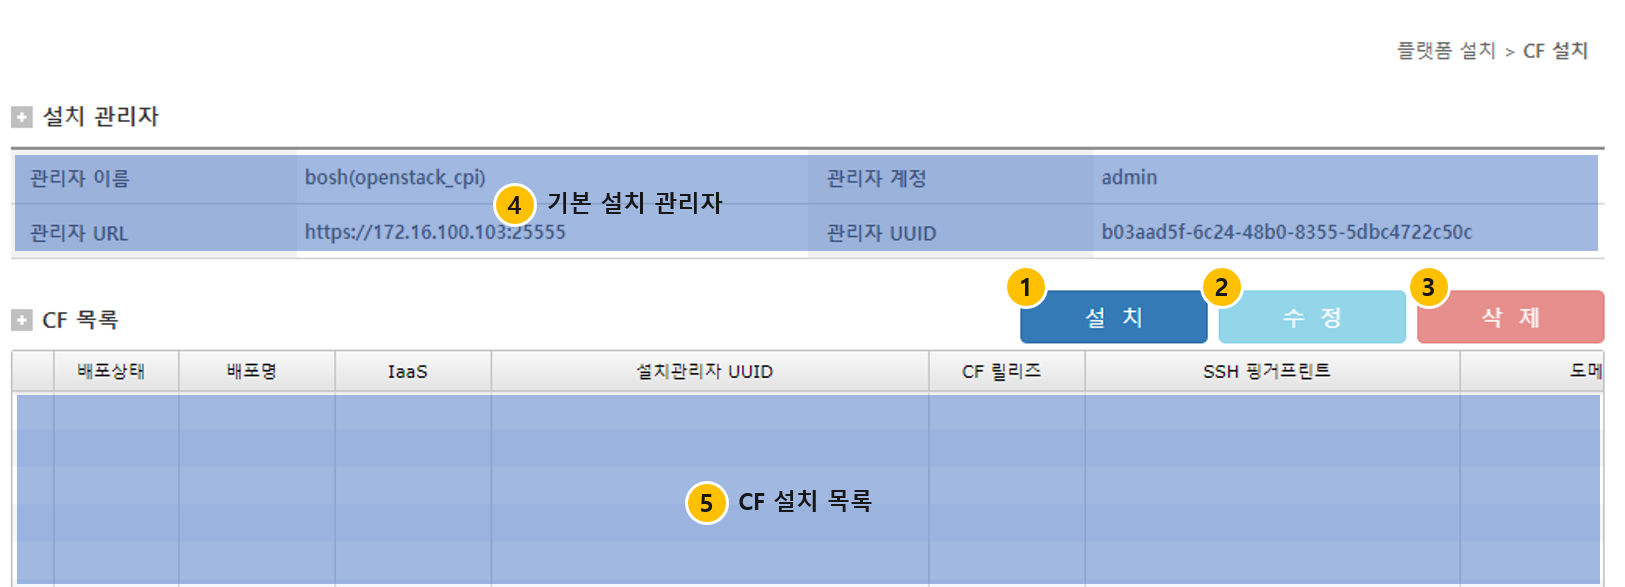 플랫폼 설치 > CF 설치
설치 관리자
관리자 이름 bosh(openstack_cpi) 관리자 계정 admin
4 기본 설치 관리자
관리자 URL https://172.16.100.103:25555 관리자 UUID b03aad5f-6c24-48b0-8355-5dbc4722c50c
1 2 3
CF 목록 설 치 수 정 삭 제
배포상태 배포명 IaaS 설치관리자 UUID CF 릴리즈 SSH 핑거프린트 도메
5 CF 설치 목록